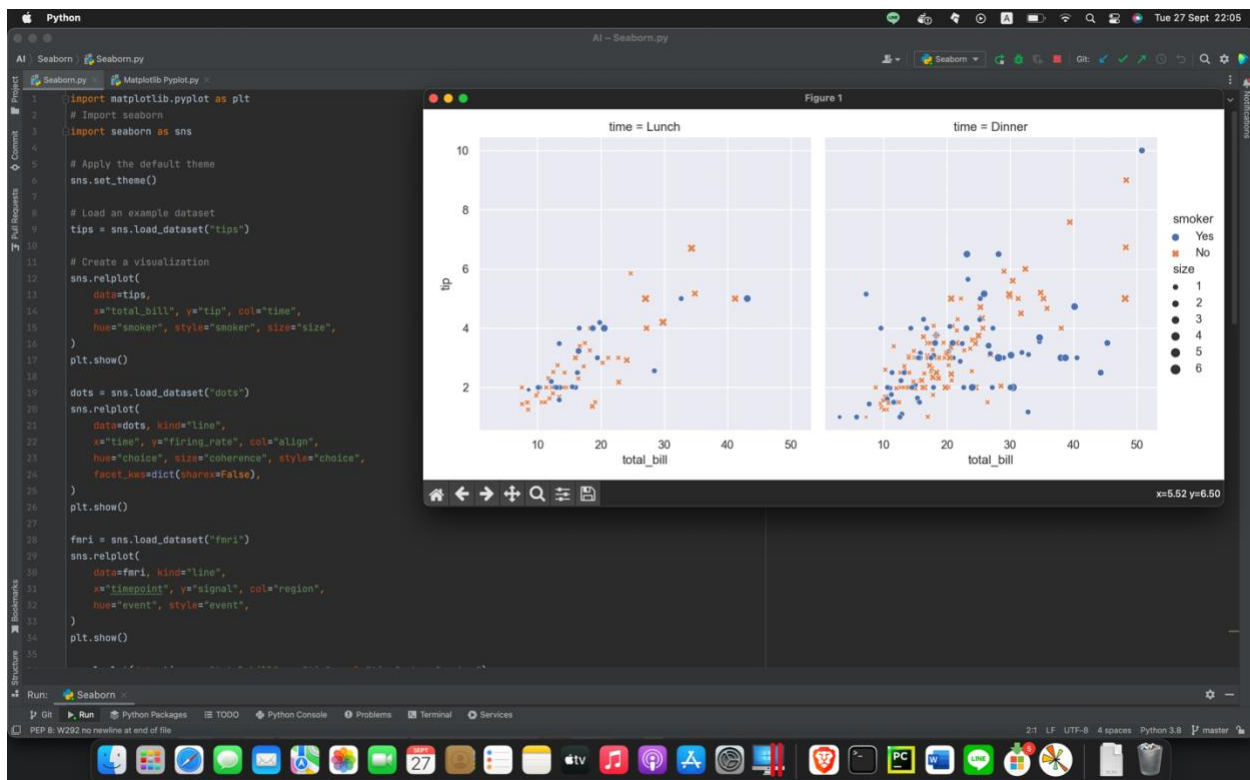 Python
Tue 27 Sept 22:05
AI – Seaborn.py
AI Seaborn Seaborn.py
Seaborn
Git:
Seaborn.py
Matplotlib Pyplot.py
Project
Commit
Pull Requests
Bookmarks
Structure
Notifications
1 import matplotlib.pyplot as plt
2 # Import seaborn
3 import seaborn as sns
4
5 # Apply the default theme
6 sns.set_theme()
7
8 # Load an example dataset
9 tips = sns.load_dataset("tips")
10
11 # Create a visualization
12 sns.relplot(
13 data=tips,
14 x="total_bill", y="tip", col="time",
15 hue="smoker", style="smoker", size="size",
16 )
17 plt.show()
18
19 dots = sns.load_dataset("dots")
20 sns.relplot(
21 data=dots, kind="line",
22 x="time", y="firing_rate", col="align",
23 hue="choice", size="coherence", style="choice",
24 facet_kws=dict(sharex=False),
25 )
26 plt.show()
27
28 fmri = sns.load_dataset("fmri")
29 sns.relplot(
30 data=fmri, kind="line",
31 x="timepoint", y="signal", col="region",
32 hue="event", style="event",
33 )
34 plt.show()
35
Figure 1
time = Lunch
time = Dinner
10
8
6
4
2
tip
10 20 30 40 50
total_bill
10 20 30 40 50
total_bill
smoker
Yes
No
size
1
2
3
4
5
6
x=5.52 y=6.50
Run: Seaborn
Git Run Python Packages TODO Python Console Problems Terminal Services
PEP 8: W292 no newline at end of file
2:1 LF UTF-8 4 spaces Python 3.8 master
SEPT
27
tv
PC
W
LINE